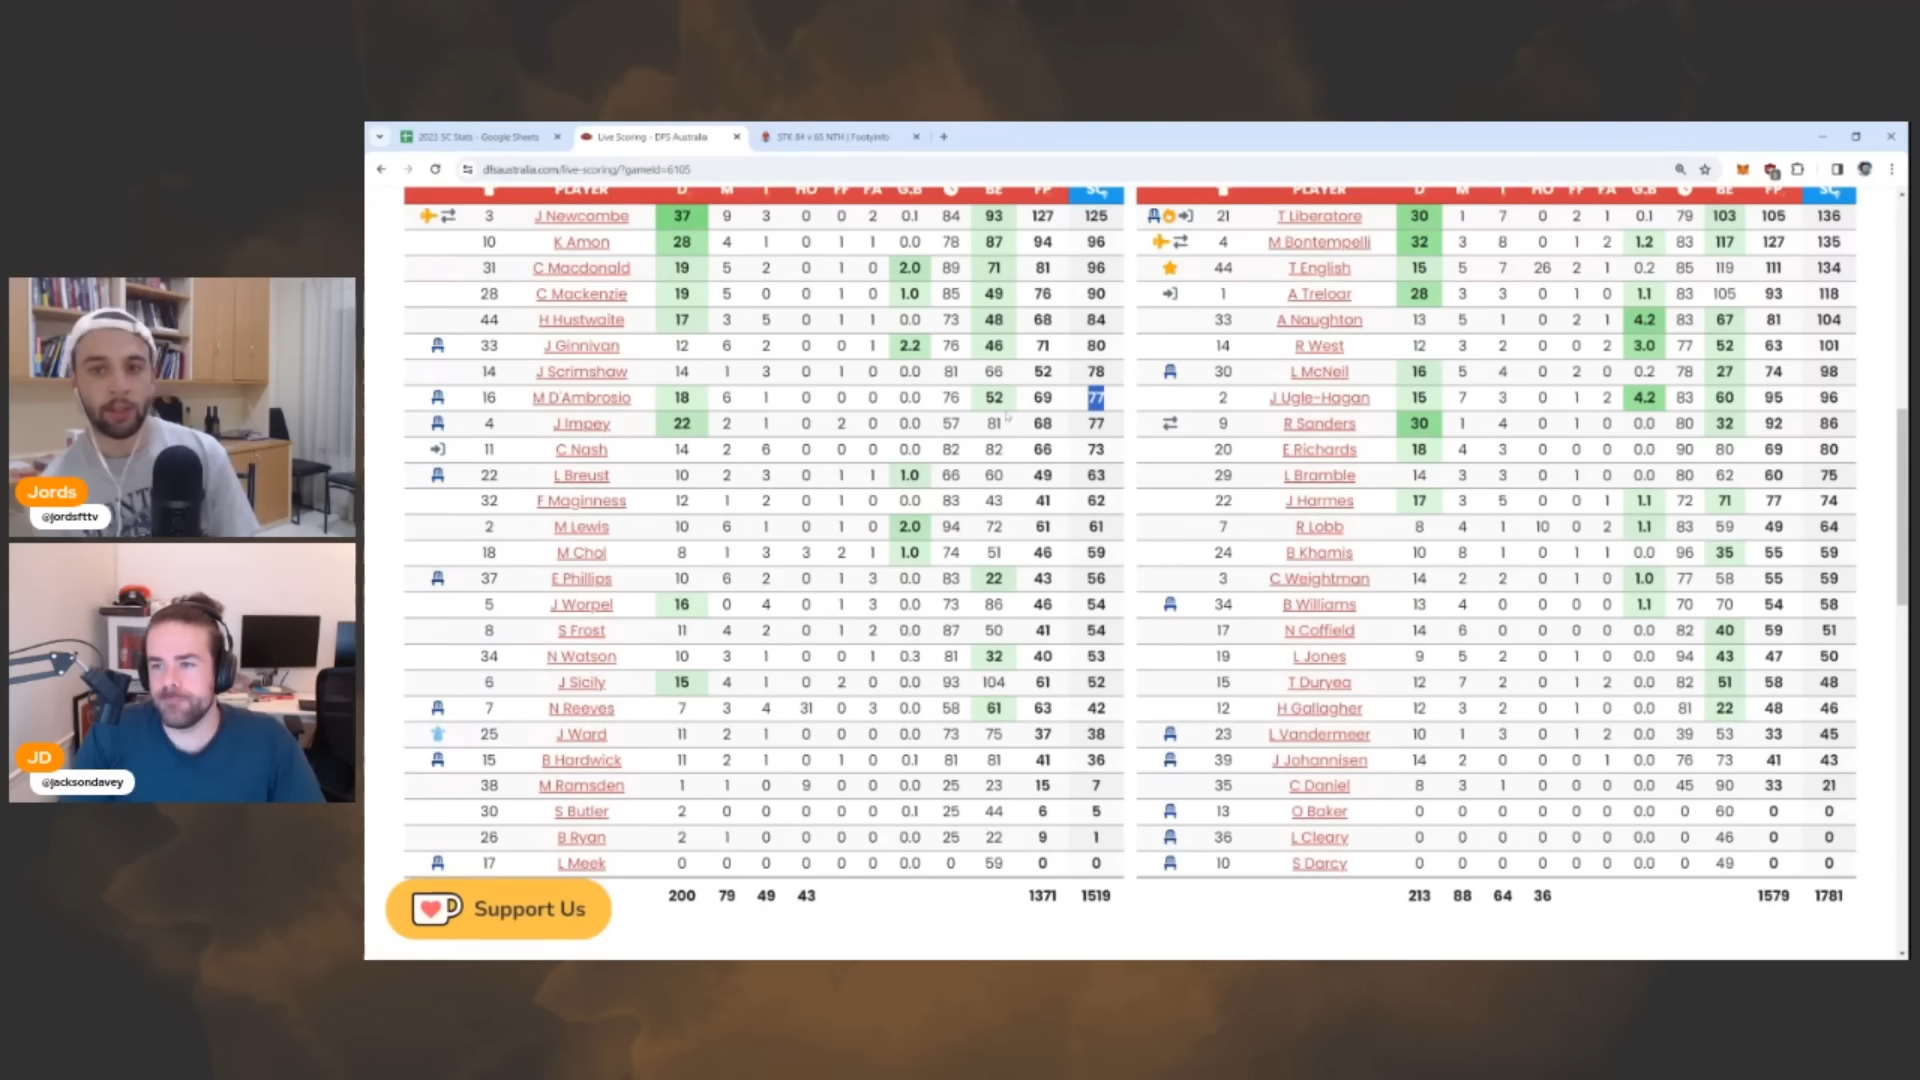 2023 SC Stats - Google Sheets
Live Scoring - DFS Australia
STK 84 v 65 NTH | Footyinfo
dfsaustralia.com/live-scoring/?gameId=6105
PLAYER D M T HO FF FA G.B BE FP SC
3 J Newcombe 37 9 3 0 0 2 0.1 84 93 127 125
10 K Amon 28 4 1 0 1 1 0.0 78 87 94 96
31 C Macdonald 19 5 2 0 1 0 2.0 89 71 81 96
28 C Mackenzie 19 5 0 0 1 0 1.0 85 49 76 90
44 H Hustwaite 17 3 5 0 1 1 0.0 73 48 68 84
33 J Ginnivan 12 6 2 0 0 1 2.2 76 46 71 80
14 J Scrimshaw 14 1 3 0 1 0 0.0 81 66 52 78
16 M D'Ambrosio 18 6 1 0 0 0 0.0 76 52 69 77
4 J Impey 22 2 1 0 2 0 0.0 57 81 68 77
11 C Nash 14 2 6 0 0 0 0.0 82 82 66 73
22 L Breust 10 2 3 0 1 1 1.0 66 60 49 63
32 F Maginness 12 1 2 0 1 0 0.0 83 43 41 62
2 M Lewis 10 6 1 0 1 0 2.0 94 72 61 61
18 M Chol 8 1 3 3 2 1 1.0 74 51 46 59
37 E Phillips 10 6 2 0 1 3 0.0 83 22 43 56
5 J Worpel 16 0 4 0 1 3 0.0 73 86 46 54
8 S Frost 11 4 2 0 1 2 0.0 87 50 41 54
34 N Watson 10 3 1 0 0 1 0.3 81 32 40 53
6 J Sicily 15 4 1 0 2 0 0.0 93 104 61 52
7 N Reeves 7 3 4 31 0 3 0.0 58 61 63 42
25 J Ward 11 2 1 0 0 0 0.0 73 75 37 38
15 B Hardwick 11 2 1 0 1 0 0.1 81 81 41 36
38 M Ramsden 1 1 0 9 0 0 0.0 25 23 15 7
30 S Butler 2 0 0 0 0 0 0.1 25 44 6 5
26 B Ryan 2 1 0 0 0 0 0.0 25 22 9 1
17 L Meek 0 0 0 0 0 0 0.0 0 59 0 0
200 79 49 43 1371 1519
PLAYER D M T HO FF FA G.B BE FP SC
21 T Liberatore 30 1 7 0 2 1 0.1 79 103 105 136
4 M Bontempelli 32 3 8 0 1 2 1.2 83 117 127 135
44 T English 15 5 7 26 2 1 0.2 85 119 111 134
1 A Treloar 28 3 3 0 1 0 1.1 83 105 93 118
33 A Naughton 13 5 1 0 2 1 4.2 83 67 81 104
14 R West 12 3 2 0 0 2 3.0 77 52 63 101
30 L McNeil 16 5 4 0 2 0 0.2 78 27 74 98
2 J Ugle-Hagan 15 7 3 0 1 2 4.2 83 60 95 96
9 R Sanders 30 1 4 0 1 0 0.0 80 32 92 86
20 E Richards 18 4 3 0 0 0 0.0 90 80 69 80
29 L Bramble 14 3 3 0 1 0 0.0 80 62 60 75
22 J Harmes 17 3 5 0 0 1 1.1 72 71 77 74
7 R Lobb 8 4 1 10 0 2 1.1 83 59 49 64
24 B Khamis 10 8 1 0 1 1 0.0 96 35 55 59
3 C Weightman 14 2 2 0 1 0 1.0 77 58 55 59
34 B Williams 13 4 0 0 0 0 1.1 70 70 54 58
17 N Coffield 14 6 0 0 0 0 0.0 82 40 59 51
19 L Jones 9 5 2 0 1 0 0.0 94 43 47 50
15 T Duryea 12 7 2 0 1 2 0.0 82 51 58 48
12 H Gallagher 12 3 2 0 1 0 0.0 81 22 48 46
23 L Vandermeer 10 1 3 0 1 2 0.0 39 53 33 45
39 J Johannisen 14 2 0 0 0 1 0.0 76 73 41 43
35 C Daniel 8 3 1 0 0 0 0.0 45 90 33 21
13 O Baker 0 0 0 0 0 0 0.0 0 60 0 0
36 L Cleary 0 0 0 0 0 0 0.0 0 46 0 0
10 S Darcy 0 0 0 0 0 0 0.0 0 49 0 0
213 88 64 36 1579 1781
Support Us
Jords
@jordsfttv
JD
@jacksondavey